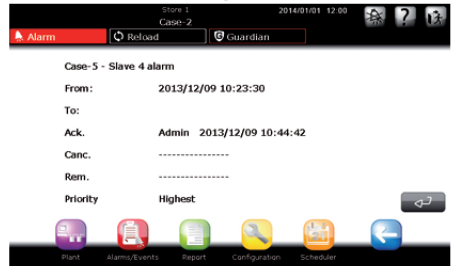 Store 1 2014/01/01 12:00
Case-2
Alarm Reload Guardian
Case-5 - Slave 4 alarm
From: 2013/12/09 10:23:30
To:
Ack. Admin 2013/12/09 10:44:42
Canc. ----------------
Rem. ----------------
Priority Highest
Plant Alarms/Events Report Configuration Scheduler